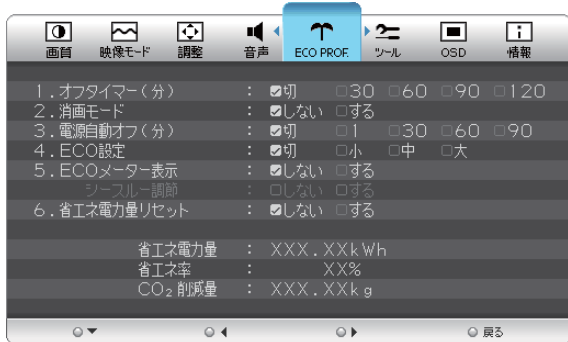 画質 映像モード 調整 音声 ECO PROF. ツール OSD 情報
1.オフタイマー(分) : 切 30 60 90 120
2.消画モード : しない する
3.電源自動オフ(分) : 切 1 30 60 90
4.ECO設定 : 切 小 中 大
5.ECOメーター表示 : しない する
シースルー調節 : しない する
6.省エネ電力量リセット : しない する
省エネ電力量 : XXX.XXkWh
省エネ率 : XX%
CO₂削減量 : XXX.XXkg
戻る